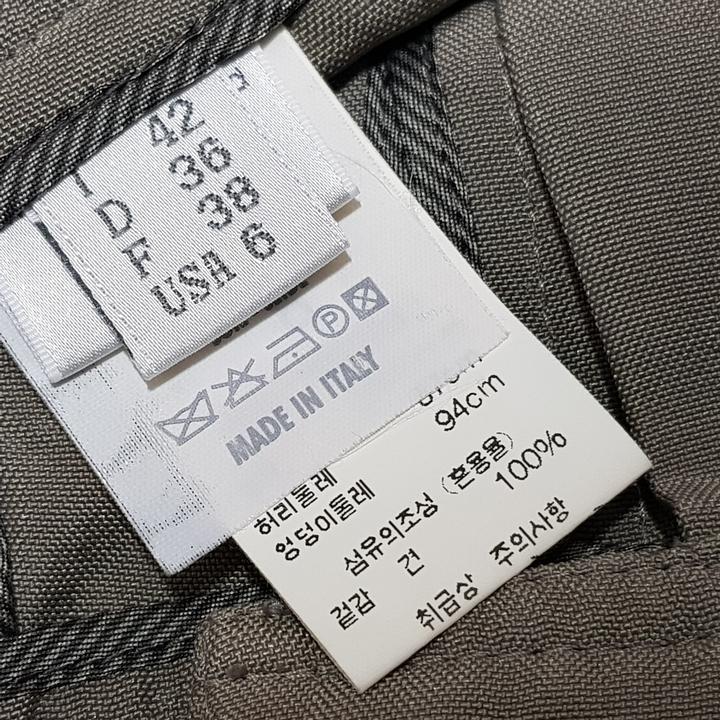 I 42
D 36
F 38
USA 6
MADE IN ITALY
94cm
허리둘레
엉덩이둘레
섬유의조성 (혼용율)
겉감 견 100%
취급상 주의사항